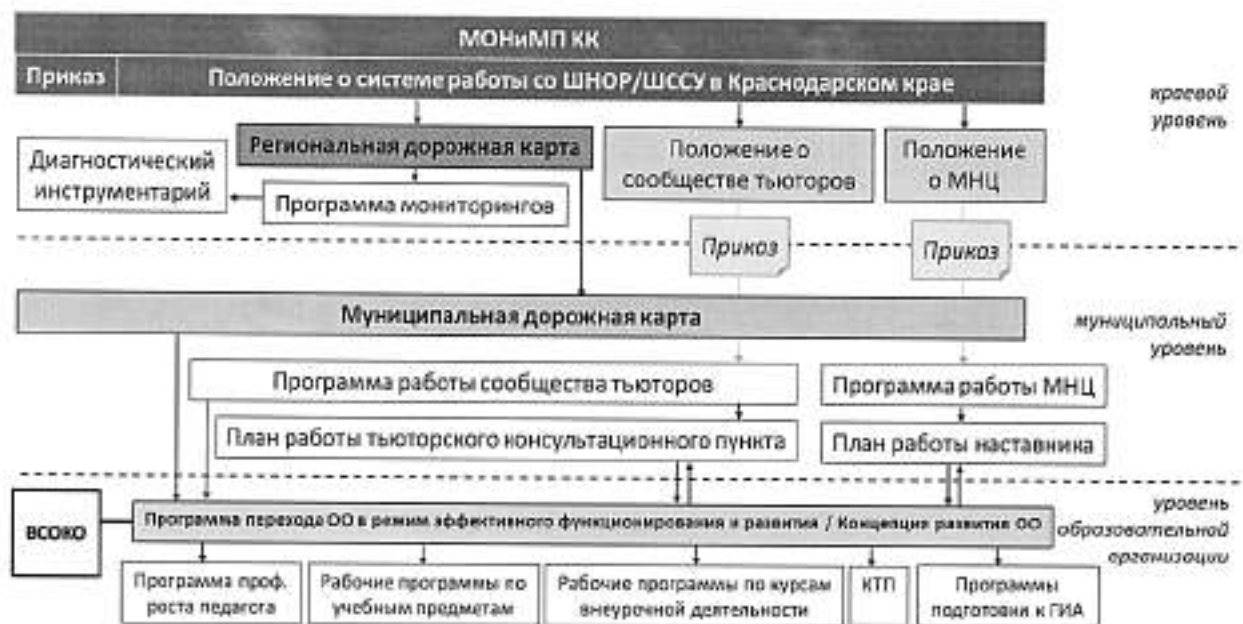 МОНиМП КК
Приказ
Положение о системе работы со ШНОР/ШССУ в Краснодарском крае
краевой
уровень
Диагностический
инструментарий
Региональная дорожная карта
Программа мониторингов
Положение о
сообществе тьюторов
Положение
о МНЦ
Приказ
Приказ
Муниципальная дорожная карта
муниципальный
уровень
Программа работы сообщества тьюторов
Программа работы МНЦ
План работы тьюторского консультационного пункта
План работы наставника
ВСОКО
Программа перехода ОО в режим эффективного функционирования и развития / Концепция развития ОО
уровень
образовательной
организации
Программа проф.
роста педагога
Рабочие программы по
учебным предметам
Рабочие программы по курсам
внеурочной деятельности
КТП
Программы
подготовки к ГИА